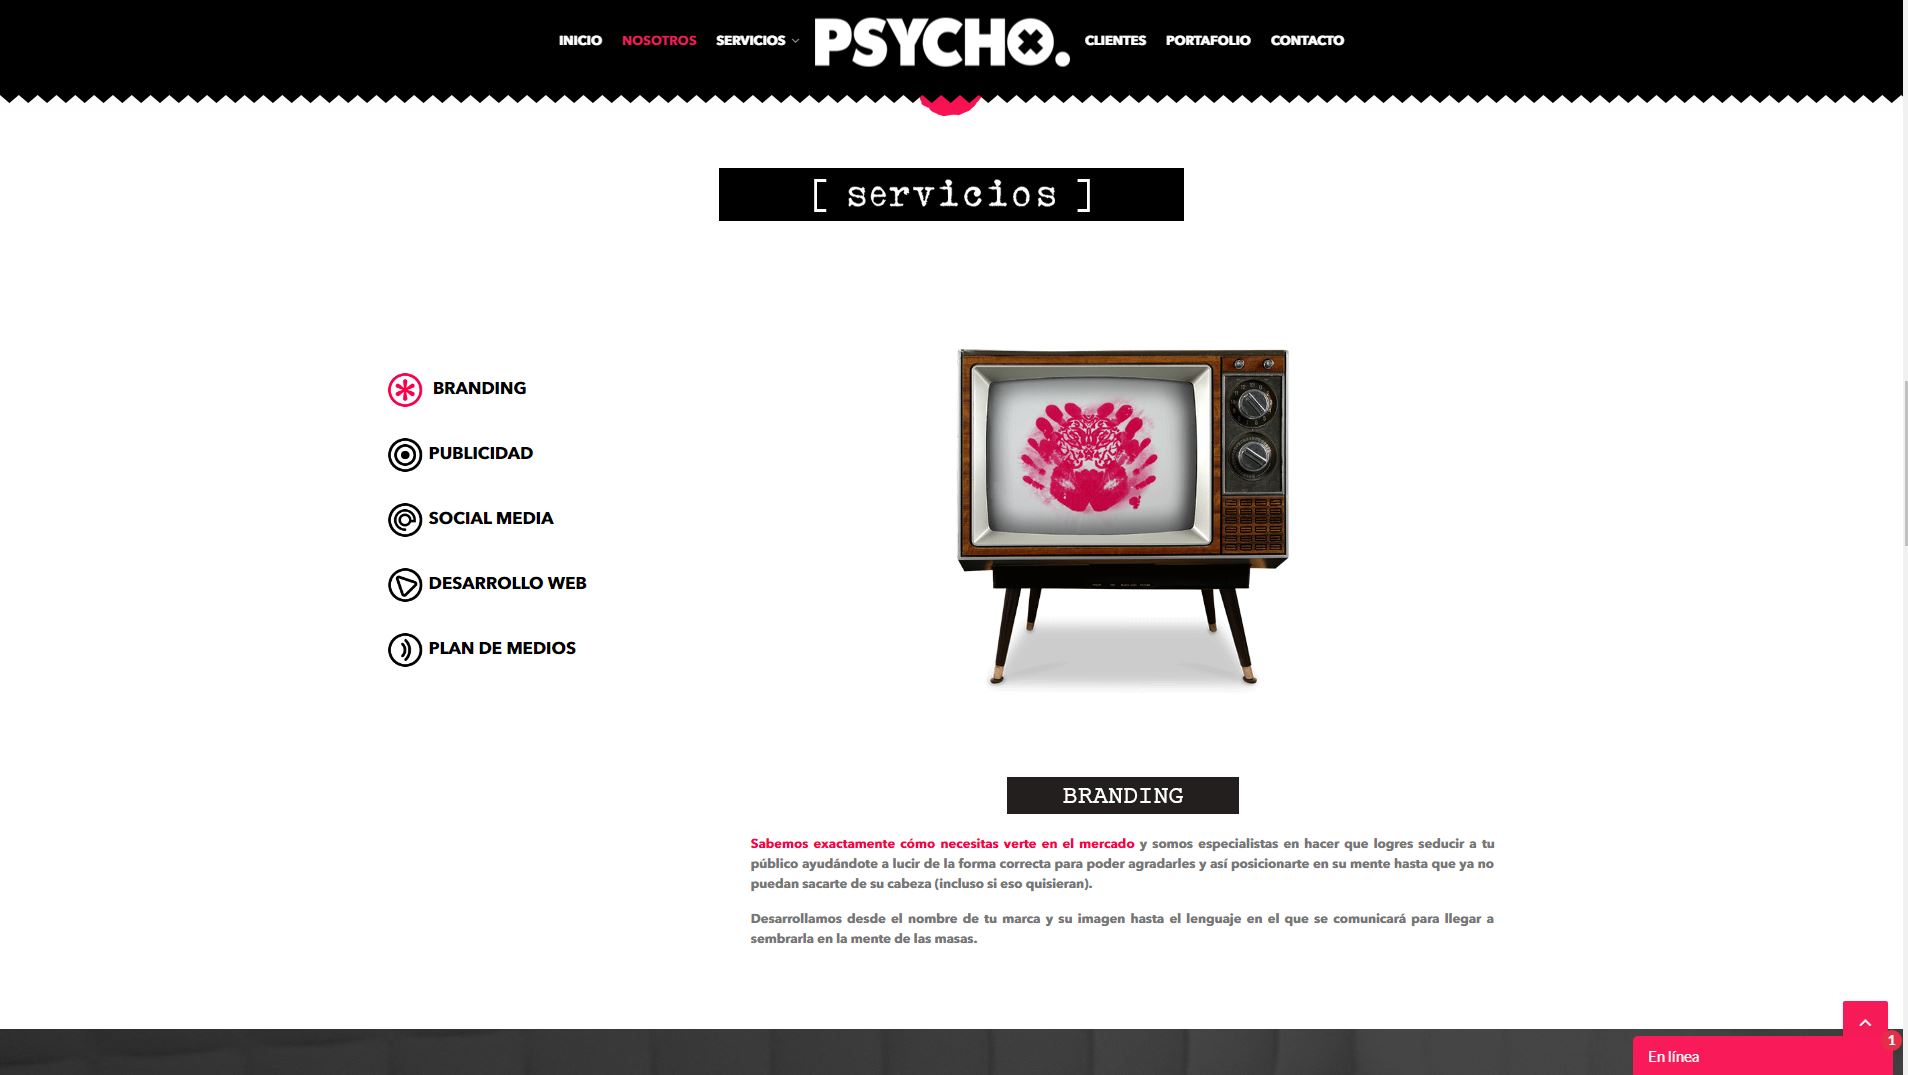 INICIO NOSOTROS SERVICIOS PSYCHO. CLIENTES PORTAFOLIO CONTACTO
[ servicios ]
BRANDING
PUBLICIDAD
SOCIAL MEDIA
DESARROLLO WEB
PLAN DE MEDIOS
BRANDING
Sabemos exactamente cómo necesitas verte en el mercado y somos especialistas en hacer que logres seducir a tu
público ayudándote a lucir de la forma correcta para poder agradarles y así posicionarte en su mente hasta que ya no
puedan sacarte de su cabeza (incluso si eso quisieran).
Desarrollamos desde el nombre de tu marca y su imagen hasta el lenguaje en el que se comunicará para llegar a
sembrarla en la mente de las masas.
1
En línea